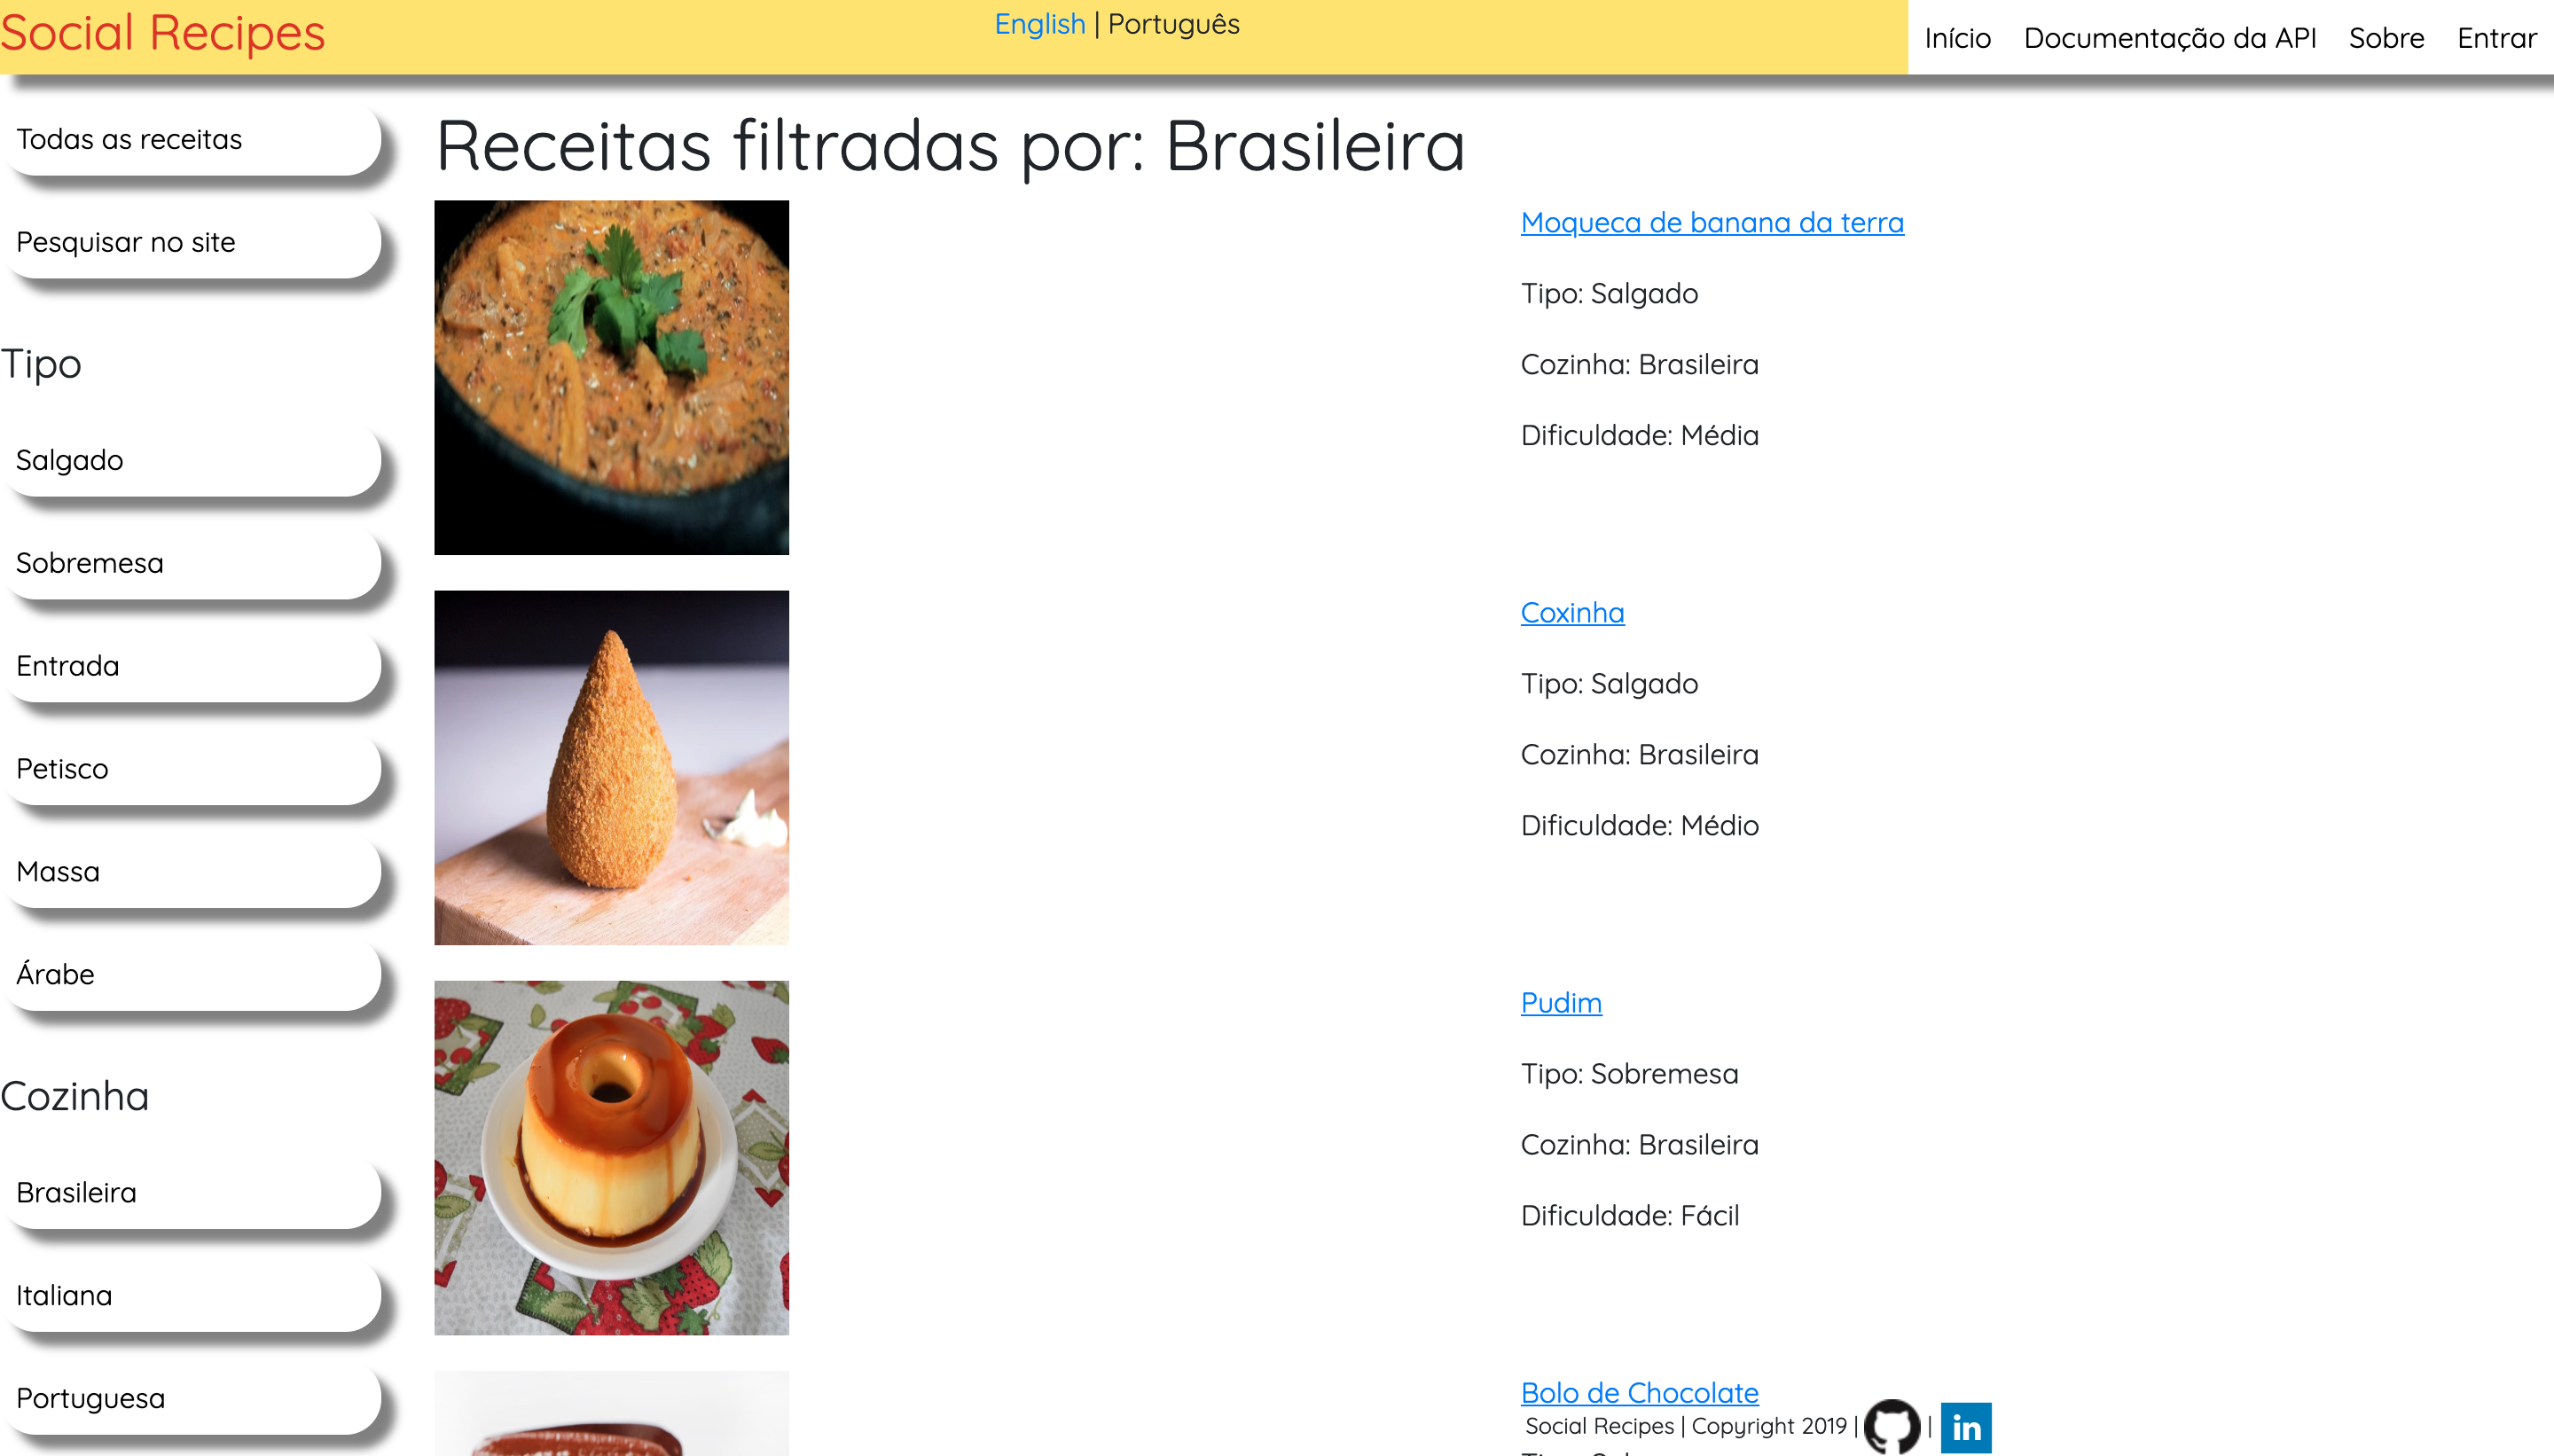 Social Recipes
English | Português
Início Documentação da API Sobre Entrar
Todas as receitas
Pesquisar no site
Tipo
Salgado
Sobremesa
Entrada
Petisco
Massa
Árabe
Cozinha
Brasileira
Italiana
Portuguesa
Receitas filtradas por: Brasileira
Moqueca de banana da terra
Tipo: Salgado
Cozinha: Brasileira
Dificuldade: Média
Coxinha
Tipo: Salgado
Cozinha: Brasileira
Dificuldade: Médio
Pudim
Tipo: Sobremesa
Cozinha: Brasileira
Dificuldade: Fácil
Bolo de Chocolate
Social Recipes | Copyright 2019 | | in